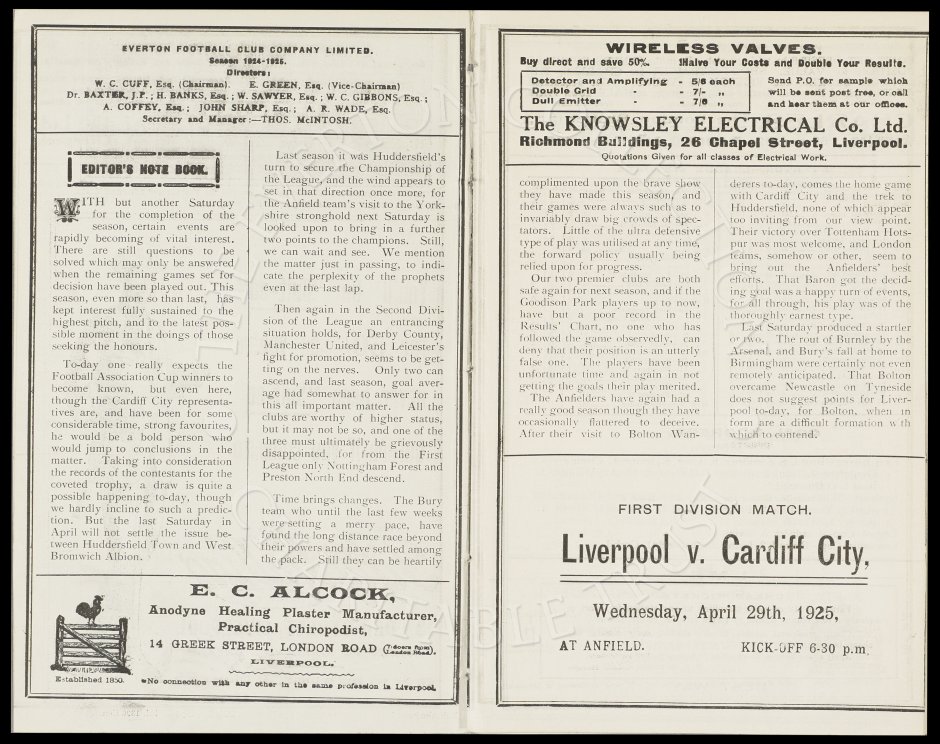 EVERTON FOOTBALL CLUB COMPANY LIMITED.
Season 1924-1925.
Directors:
W. C. CUFF, Esq. (Chairman). E. GREEN, Esq. (Vice-Chairman)
Dr. BAXTER, J.P.; H. BANKS, Esq.; W. SAWYER, Esq.; W. C. GIBBONS, Esq.;
A. COFFEY, Esq.; JOHN SHARP, Esq.; A. R. WADE, Esq.
Secretary and Manager:—THOS. McINTOSH.
EDITOR'S NOTE BOOK.
WITH but another Saturday
for the completion of the
season, certain events are
rapidly becoming of vital interest.
There are still questions to be
solved which may only be answered
when the remaining games set for
decision have been played out. This
season, even more so than last, has
kept interest fully sustained to the
highest pitch, and to the latest pos-
sible moment in the doings of those
seeking the honours.
To-day one really expects the
Football Association Cup winners to
become known, but even here,
though the Cardiff City representa-
tives are, and have been for some
considerable time, strong favourites,
he would be a bold person who
would jump to conclusions in the
matter. Taking into consideration
the records of the contestants for the
coveted trophy, a draw is quite a
possible happening to-day, though
we hardly incline to such a predic-
tion. But the last Saturday in
April will not settle the issue be-
tween Huddersfield Town and West
Bromwich Albion.
Last season it was Huddersfield's
turn to secure the Championship of
the League, and the wind appears to
set in that direction once more, for
the Anfield team's visit to the York-
shire stronghold next Saturday is
looked upon to bring in a further
two points to the champions. Still,
we can wait and see. We mention
the matter just in passing, to indi-
cate the perplexity of the prophets
even at the last lap.
Then again in the Second Divi-
sion of the League an entrancing
situation holds, for Derby County,
Manchester United, and Leicester's
fight for promotion, seems to be get-
ting on the nerves. Only two can
ascend, and last season, goal aver-
age had somewhat to answer for in
this all important matter. All the
clubs are worthy of higher status,
but it may not be so, and one of the
three must ultimately be grievously
disappointed, for from the First
League only Nottingham Forest and
Preston North End descend.
Time brings changes. The Bury
team who until the last few weeks
were setting a merry pace, have
found the long distance race beyond
their powers and have settled among
the pack. Still they can be heartily
E. C. ALCOCK,
Anodyne Healing Plaster Manufacturer,
Practical Chiropodist,
14 GREEK STREET, LONDON ROAD (7 doors from London Road).
LIVERPOOL.
Established 1850.
No connection with any other in the same profession in Liverpool.
WIRELESS VALVES.
Buy direct and save 50%. Halve Your Costs and Double Your Results.
Detector and Amplifying - 5/6 each
Double Grid - - 7/- „
Dull Emitter - - 7/6 „
Send P.O. for sample which
will be sent post free, or call
and hear them at our offices.
The KNOWSLEY ELECTRICAL Co. Ltd.
Richmond Buildings, 26 Chapel Street, Liverpool.
Quotations Given for all classes of Electrical Work.
complimented upon the brave show
they have made this season, and
their games were always such as to
invariably draw big crowds of spec-
tators. Little of the ultra defensive
type of play was utilised at any time,
the forward policy usually being
relied upon for progress.
Our two premier clubs are both
safe again for next season, and if the
Goodison Park players up to now,
have but a poor record in the
Results' Chart, no one who has
followed the game observedly, can
deny that their position is an utterly
false one. The players have been
unfortunate time and again in not
getting the goals their play merited.
The Anfielders have again had a
really good season though they have
occasionally flattered to deceive.
After their visit to Bolton Wan-
derers to-day, comes the home game
with Cardiff City and the trek to
Huddersfield, none of which appear
too inviting from our view point.
Their victory over Tottenham Hots-
pur was most welcome, and London
teams, somehow or other, seem to
bring out the Anfielders' best
efforts. That Baron got the decid-
ing goal was a happy turn of events,
for all through, his play was of the
thoroughly earnest type.
Last Saturday produced a startler
or two. The rout of Burnley by the
Arsenal, and Bury's fall at home to
Birmingham were certainly not even
remotely anticipated. That Bolton
overcame Newcastle on Tyneside
does not suggest points for Liver-
pool to-day, for Bolton, when in
form are a difficult formation with
which to contend.
FIRST DIVISION MATCH.
Liverpool v. Cardiff City,
Wednesday, April 29th, 1925,
AT ANFIELD. KICK-OFF 6-30 p.m.